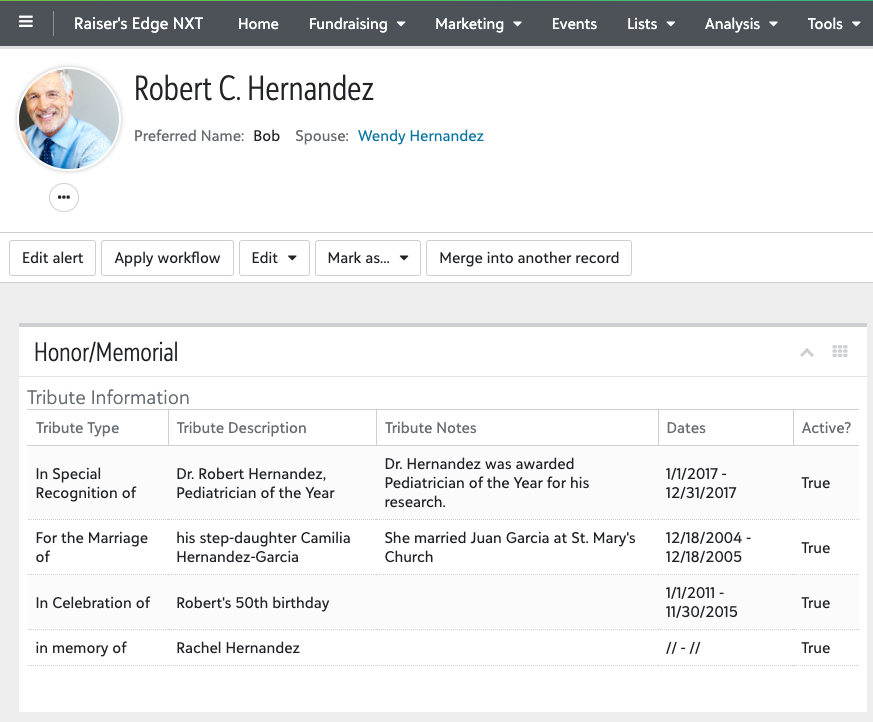 Raiser's Edge NXT Home Fundraising Marketing Events Lists Analysis Tools
Robert C. Hernandez
Preferred Name: Bob Spouse: Wendy Hernandez
Edit alert Apply workflow Edit Mark as... Merge into another record
Honor/Memorial
Tribute Information
Tribute Type Tribute Description Tribute Notes Dates Active?
In Special
Recognition of
Dr. Robert Hernandez,
Pediatrician of the Year
Dr. Hernandez was awarded
Pediatrician of the Year for his
research.
1/1/2017 -
12/31/2017
True
For the Marriage
of
his step-daughter Camilia
Hernandez-Garcia
She married Juan Garcia at St. Mary's
Church
12/18/2004 -
12/18/2005
True
In Celebration of
Robert's 50th birthday
1/1/2011 -
11/30/2015
True
in memory of Rachel Hernandez // - // True